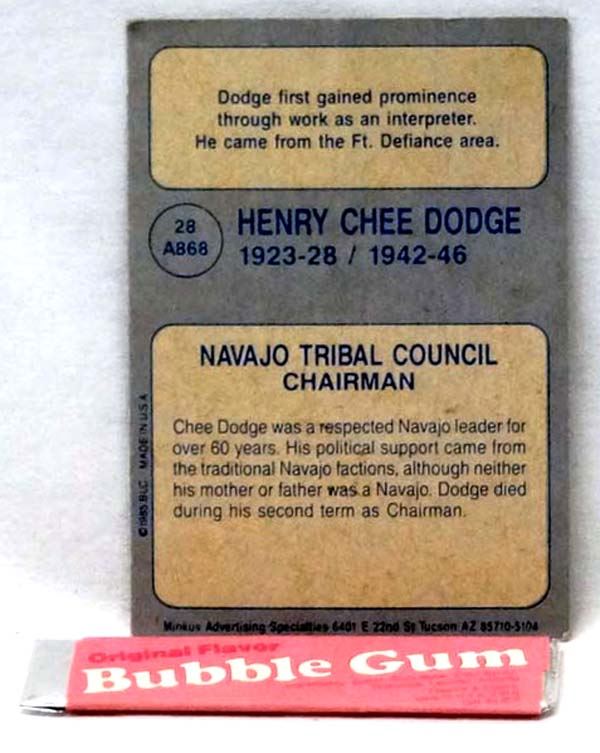 Dodge first gained prominence
through work as an interpreter.
He came from the Ft. Defiance area.
28
A868
HENRY CHEE DODGE
1923-28 / 1942-46
NAVAJO TRIBAL COUNCIL
CHAIRMAN
Chee Dodge was a respected Navajo leader for
over 60 years. His political support came from
the traditional Navajo factions, although neither
his mother or father was a Navajo. Dodge died
during his second term as Chairman.
© 1985 BLC MADE IN U.S.A
Minkus Advertising Specialties 6401 E 22nd St Tucson AZ 85710-5104
Original Flavor
Bubble Gum